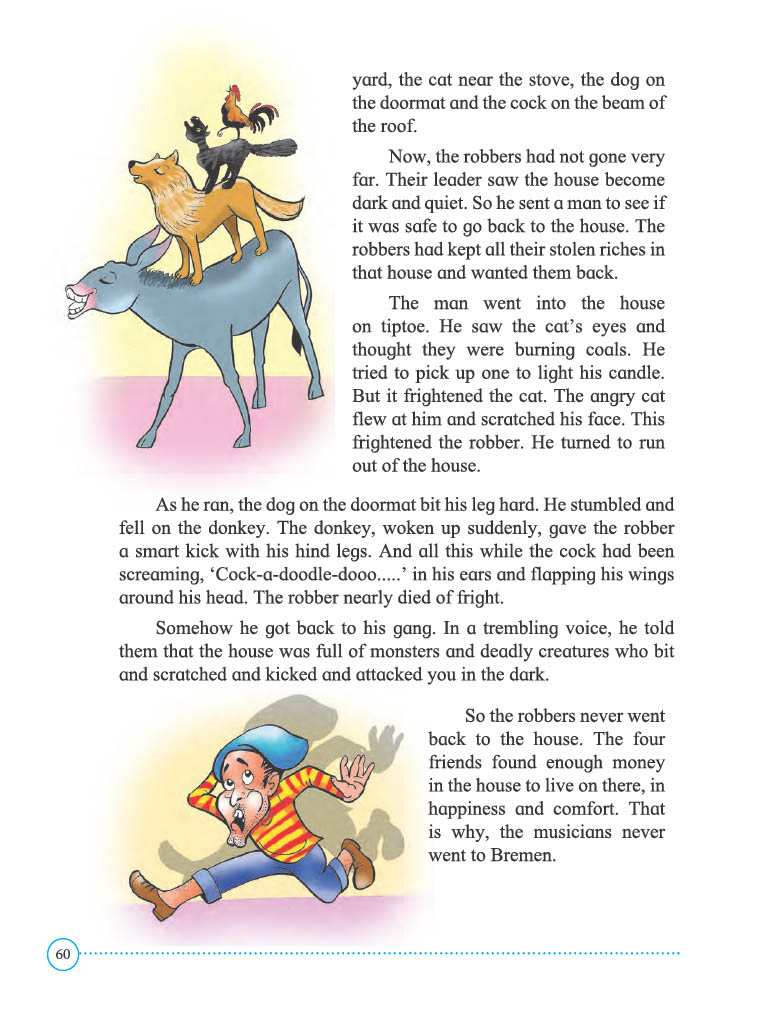 yard, the cat near the stove, the dog on
the doormat and the cock on the beam of
the roof.
Now, the robbers had not gone very
far. Their leader saw the house become
dark and quiet. So he sent a man to see if
it was safe to go back to the house. The
robbers had kept all their stolen riches in
that house and wanted them back.
The man went into the house
on tiptoe. He saw the cat’s eyes and
thought they were burning coals. He
tried to pick up one to light his candle.
But it frightened the cat. The angry cat
flew at him and scratched his face. This
frightened the robber. He turned to run
out of the house.
As he ran, the dog on the doormat bit his leg hard. He stumbled and
fell on the donkey. The donkey, woken up suddenly, gave the robber
a smart kick with his hind legs. And all this while the cock had been
screaming, ‘Cock-a-doodle-dooo.....’ in his ears and flapping his wings
around his head. The robber nearly died of fright.
Somehow he got back to his gang. In a trembling voice, he told
them that the house was full of monsters and deadly creatures who bit
and scratched and kicked and attacked you in the dark.
So the robbers never went
back to the house. The four
friends found enough money
in the house to live on there, in
happiness and comfort. That
is why, the musicians never
went to Bremen.
60